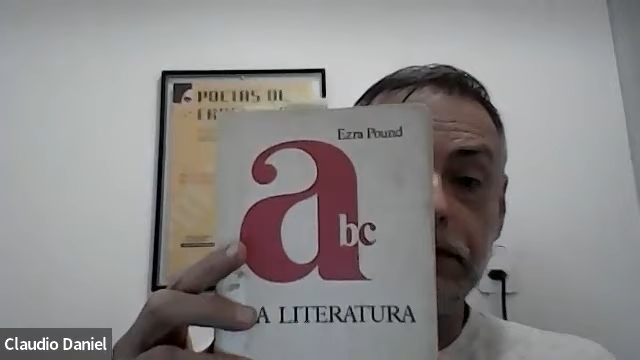 POETAS DE
Ezra Pound
abc
A LITERATURA
Claudio Daniel